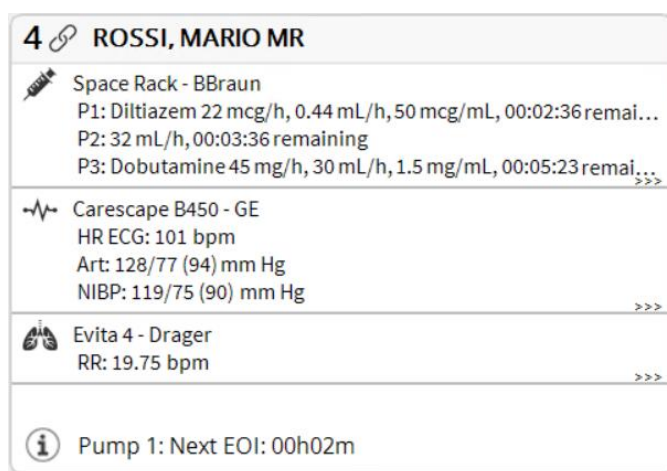 4 ROSSI, MARIO MR
Space Rack - BBraun
P1: Diltiazem 22 mcg/h, 0.44 mL/h, 50 mcg/mL, 00:02:36 remai...
P2: 32 mL/h, 00:03:36 remaining
P3: Dobutamine 45 mg/h, 30 mL/h, 1.5 mg/mL, 00:05:23 remai...
>>>
Carescape B450 - GE
HR ECG: 101 bpm
Art: 128/77 (94) mm Hg
NIBP: 119/75 (90) mm Hg
>>>
Evita 4 - Drager
RR: 19.75 bpm
>>>
Pump 1: Next EOI: 00h02m